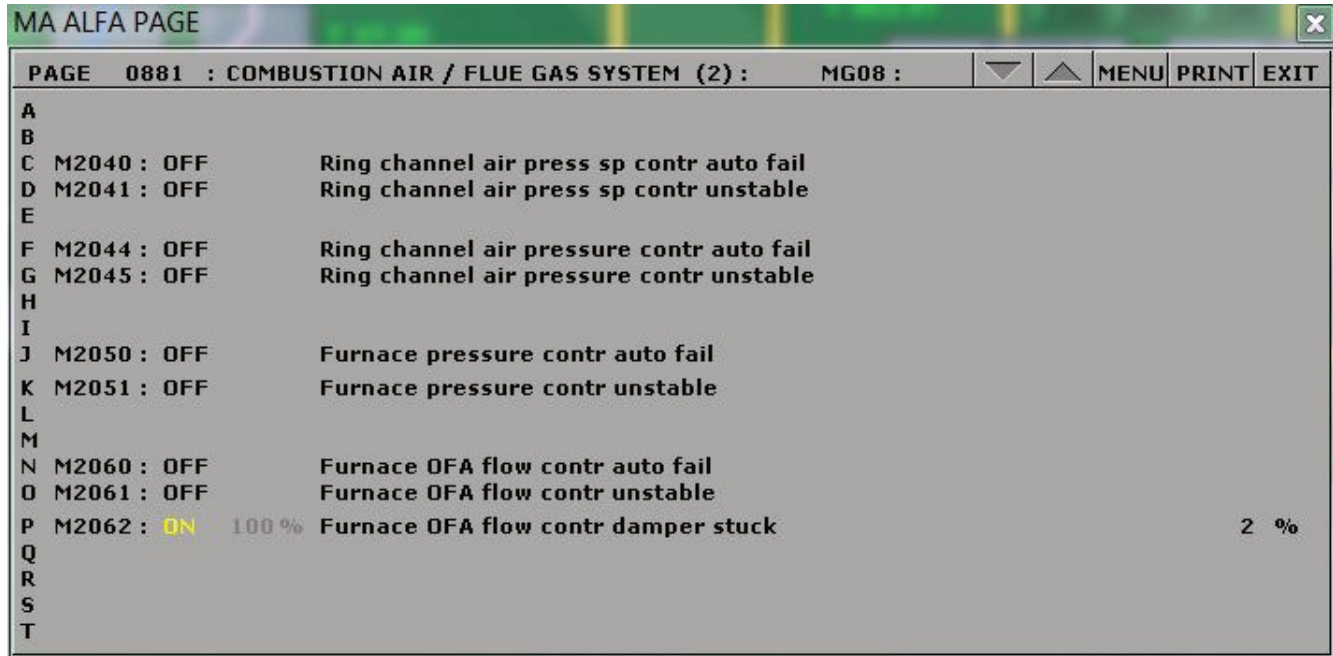 MA ALFA PAGE
PAGE 0881 : COMBUSTION AIR / FLUE GAS SYSTEM (2) : MG08 : MENU PRINT EXIT
A
B
C M2040 : OFF Ring channel air press sp contr auto fail
D M2041 : OFF Ring channel air press sp contr unstable
E
F M2044 : OFF Ring channel air pressure contr auto fail
G M2045 : OFF Ring channel air pressure contr unstable
H
I
J M2050 : OFF Furnace pressure contr auto fail
K M2051 : OFF Furnace pressure contr unstable
L
M
N M2060 : OFF Furnace OFA flow contr auto fail
O M2061 : OFF Furnace OFA flow contr unstable
P M2062 : ON 100 % Furnace OFA flow contr damper stuck 2 %
Q
R
S
T